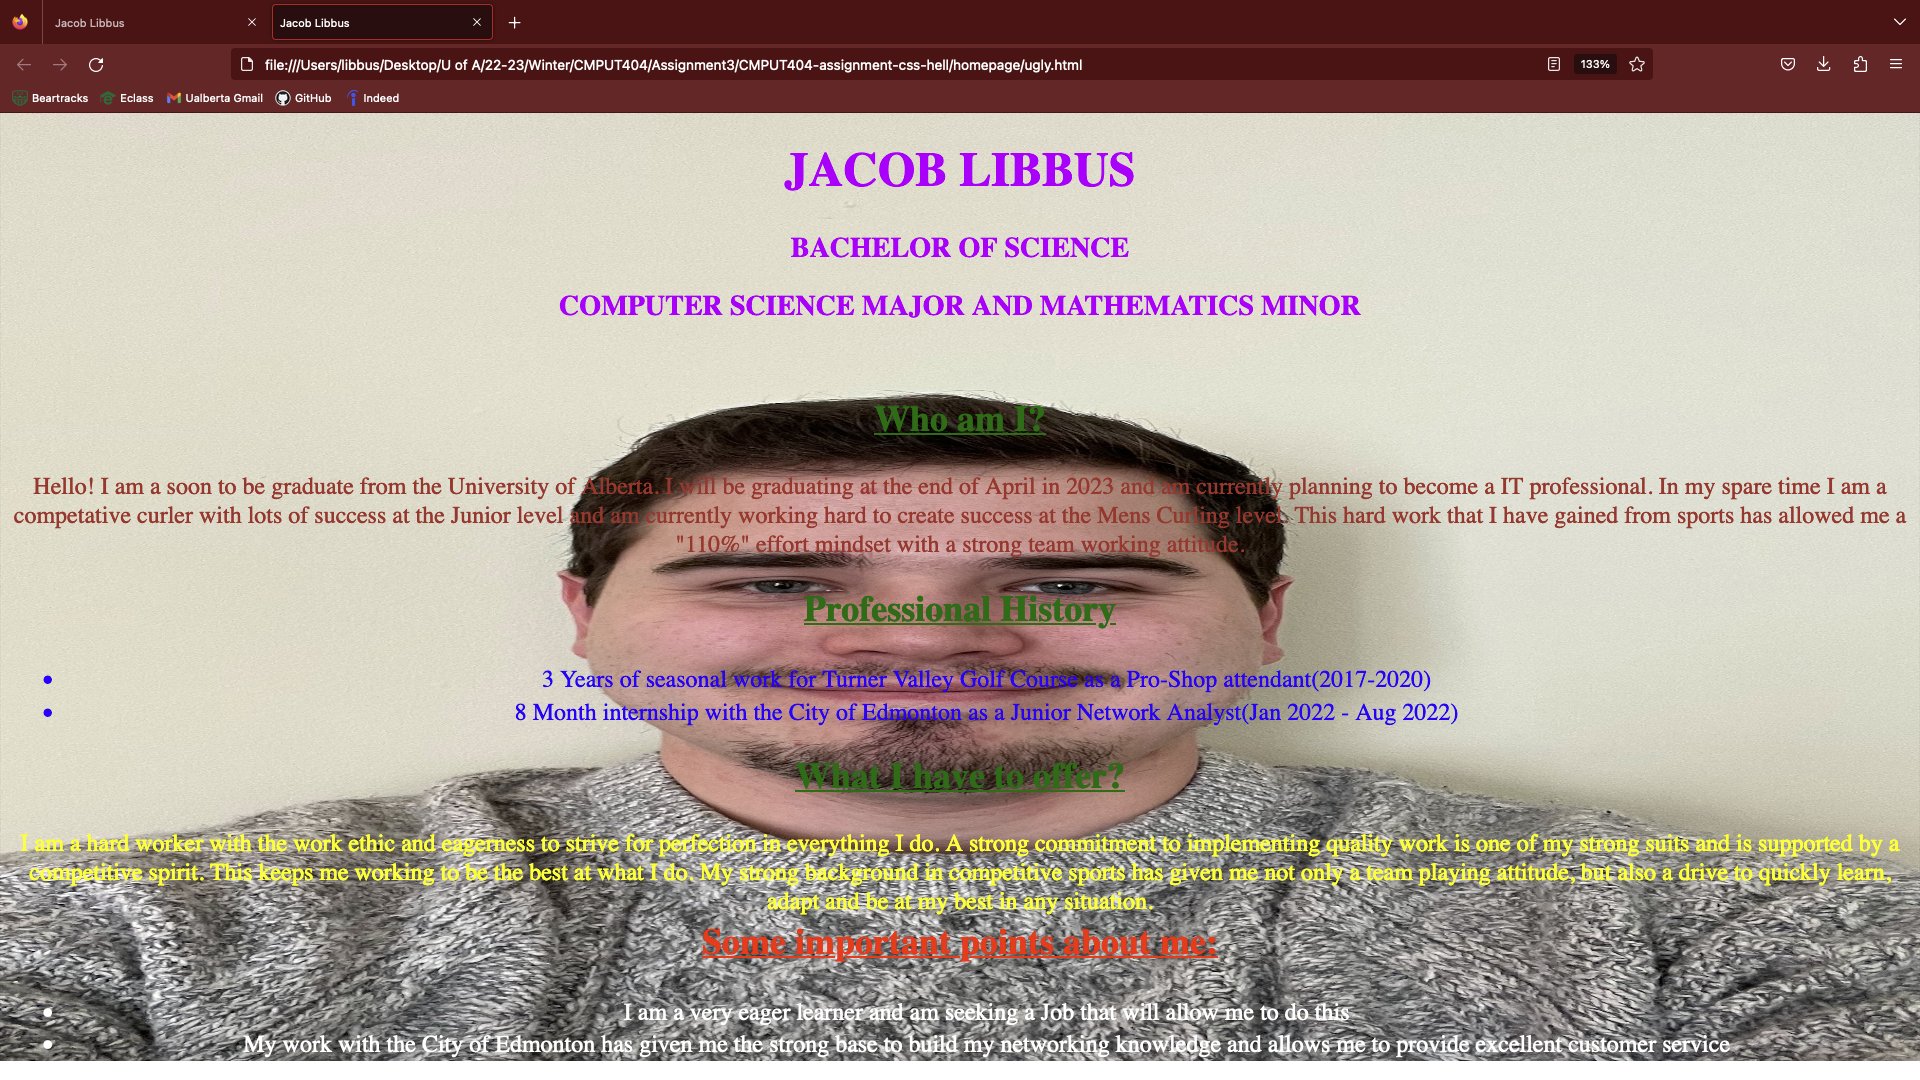 Jacob Libbus
Jacob Libbus
file:///Users/libbus/Desktop/U of A/22-23/Winter/CMPUT404/Assignment3/CMPUT404-assignment-css-hell/homepage/ugly.html
133%
Beartracks
Eclass
Ualberta Gmail
GitHub
Indeed
JACOB LIBBUS
BACHELOR OF SCIENCE
COMPUTER SCIENCE MAJOR AND MATHEMATICS MINOR
Who am I?
Hello! I am a soon to be graduate from the University of Alberta. I will be graduating at the end of April in 2023 and am currently planning to become a IT professional. In my spare time I am a
competative curler with lots of success at the Junior level and am currently working hard to create success at the Mens Curling level. This hard work that I have gained from sports has allowed me a
"110%" effort mindset with a strong team working attitude.
Professional History
3 Years of seasonal work for Turner Valley Golf Course as a Pro-Shop attendant(2017-2020)
8 Month internship with the City of Edmonton as a Junior Network Analyst(Jan 2022 - Aug 2022)
What I have to offer?
I am a hard worker with the work ethic and eagerness to strive for perfection in everything I do. A strong commitment to implementing quality work is one of my strong suits and is supported by a
competitive spirit. This keeps me working to be the best at what I do. My strong background in competitive sports has given me not only a team playing attitude, but also a drive to quickly learn,
adapt and be at my best in any situation.
Some important points about me:
I am a very eager learner and am seeking a Job that will allow me to do this
My work with the City of Edmonton has given me the strong base to build my networking knowledge and allows me to provide excellent customer service